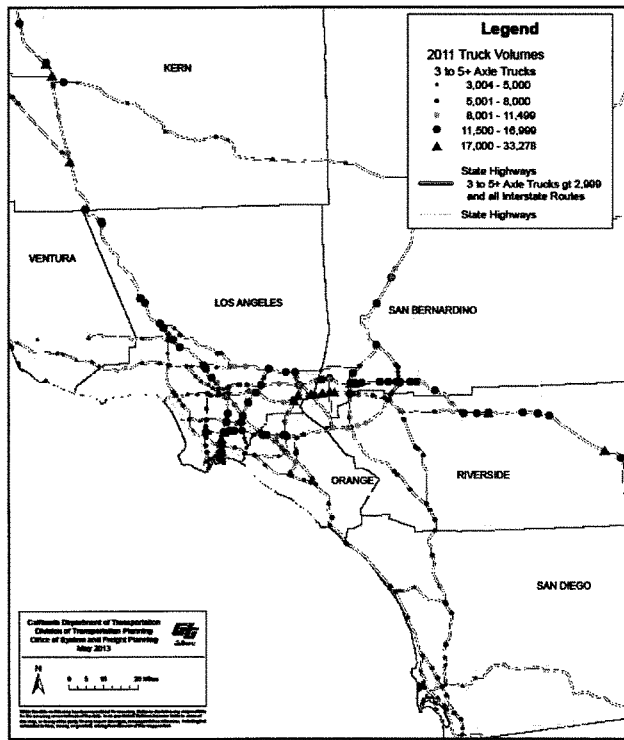 Legend
2011 Truck Volumes
3 to 5+ Axle Trucks
3,004 - 5,000
5,001 - 8,000
8,001 - 11,499
11,500 - 16,999
17,000 - 33,278
State Highways
3 to 5+ Axle Trucks gt 2,999
and all Interstate Routes
State Highways
KERN
VENTURA
LOS ANGELES
SAN BERNARDINO
ORANGE
RIVERSIDE
SAN DIEGO
California Department of Transportation
Division of Transportation Planning
Office of System and Freight Planning
May 2013
N
0 5 10 20 Miles